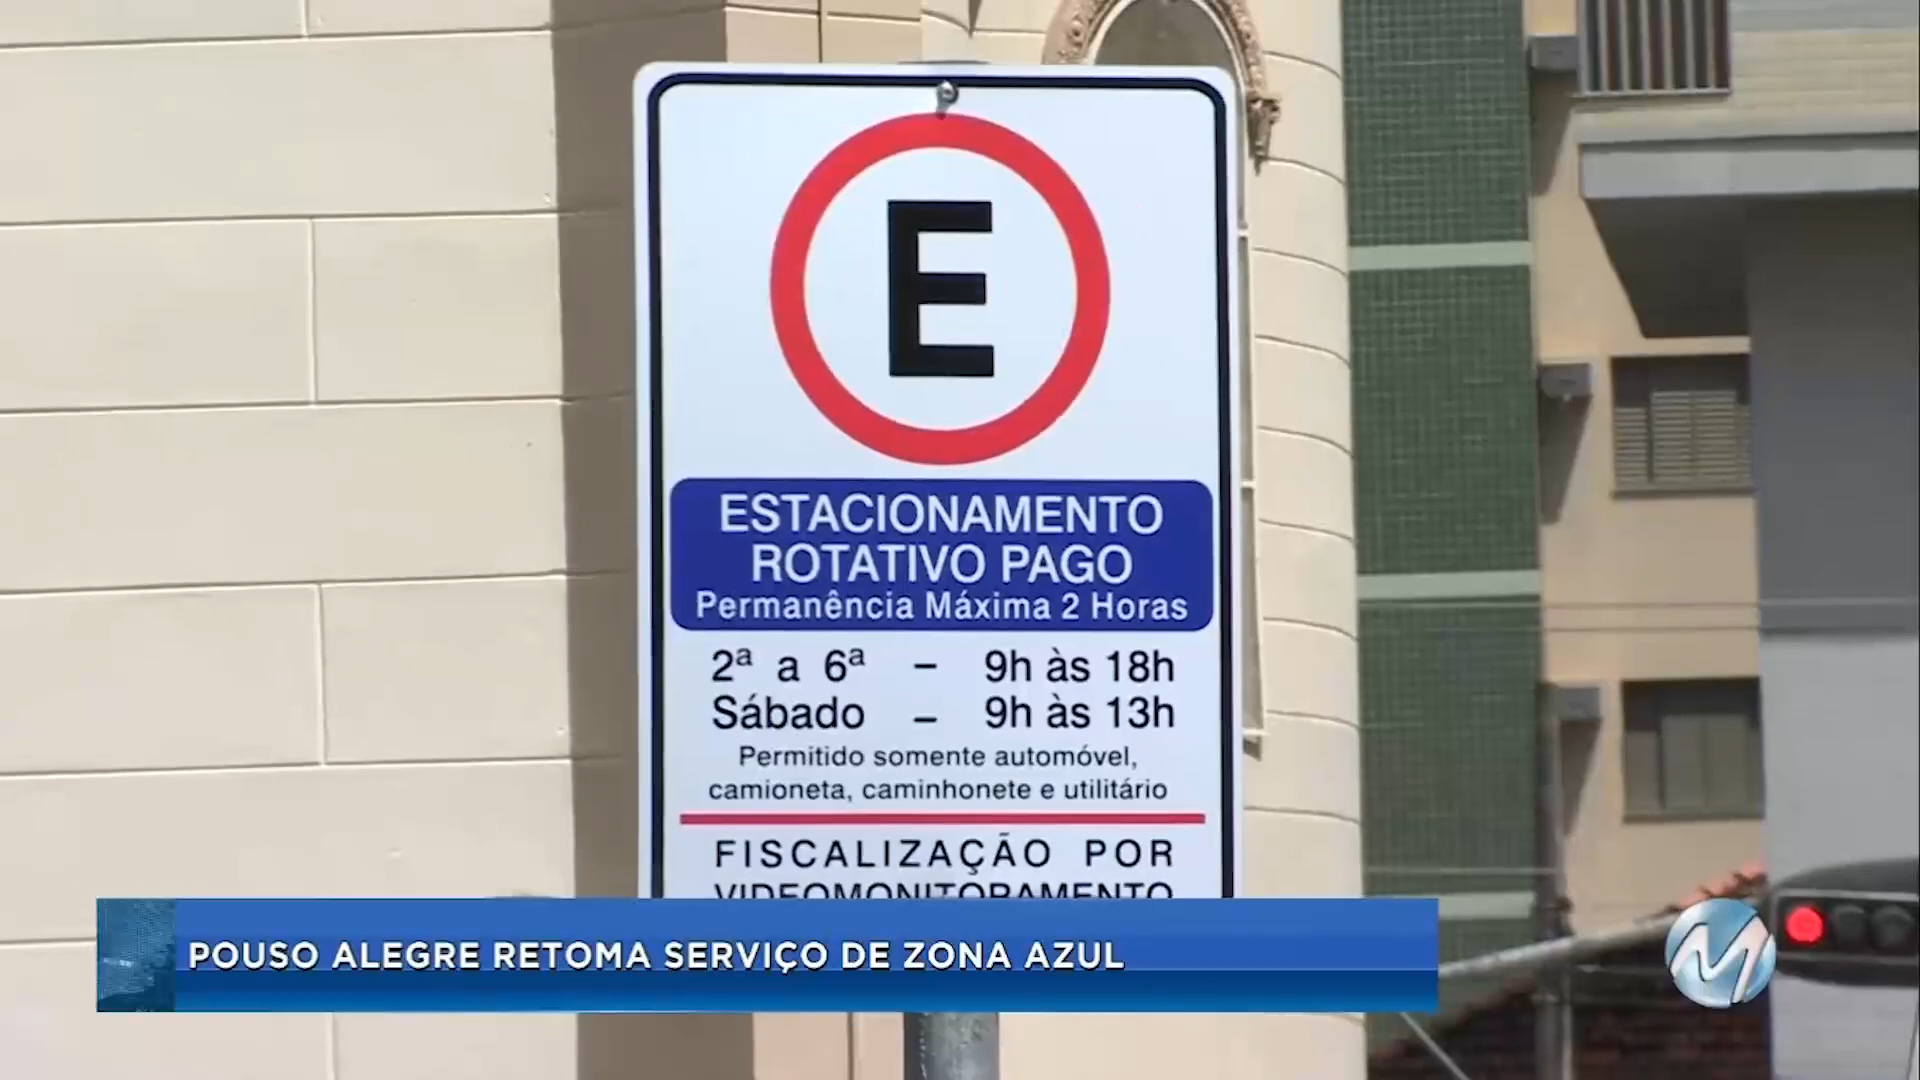 E
ESTACIONAMENTO
ROTATIVO PAGO
Permanência Máxima 2 Horas
2ª a 6ª – 9h às 18h
Sábado – 9h às 13h
Permitido somente automóvel,
camioneta, caminhonete e utilitário
FISCALIZAÇÃO POR
VIDEOMONITORAMENTO
POUSO ALEGRE RETOMA SERVIÇO DE ZONA AZUL
M